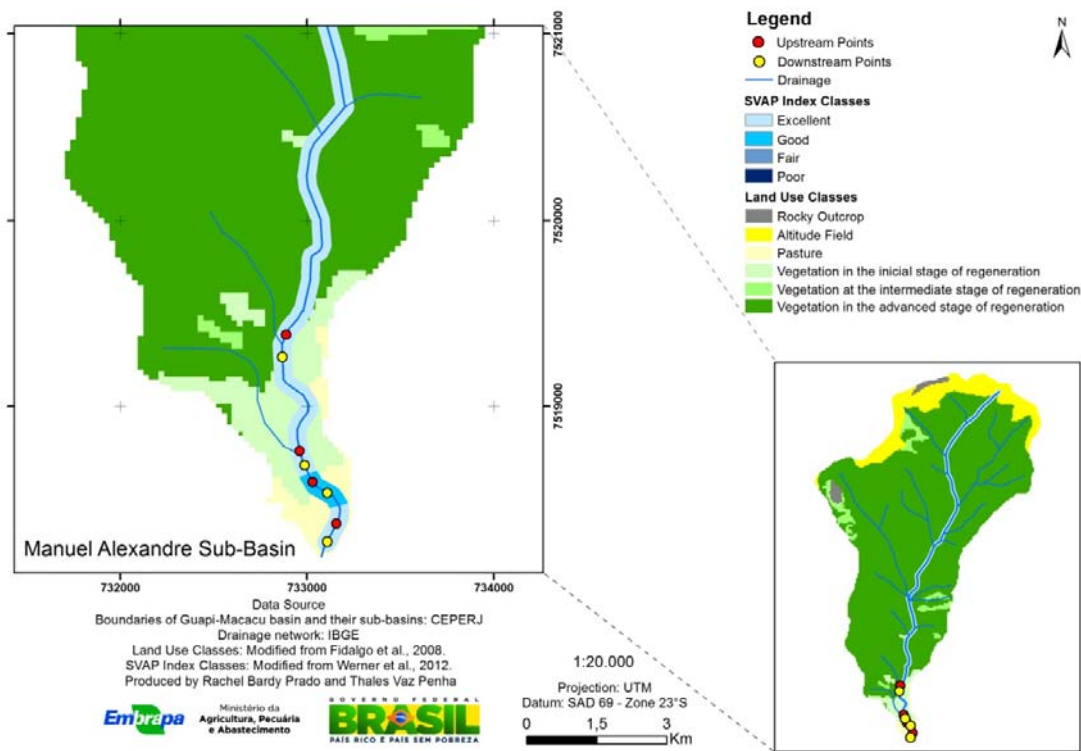 Legend
Upstream Points
Downstream Points
Drainage
SVAP Index Classes
Excellent
Good
Fair
Poor
Land Use Classes
Rocky Outcrop
Altitude Field
Pasture
Vegetation in the inicial stage of regeneration
Vegetation at the intermediate stage of regeneration
Vegetation in the advanced stage of regeneration
N
7521000
7520000
7519000
Manuel Alexandre Sub-Basin
732000
733000
734000
Data Source
Boundaries of Guapi-Macacu basin and their sub-basins: CEPERJ
Drainage network: IBGE
Land Use Classes: Modified from Fidalgo et al., 2008.
SVAP Index Classes: Modified from Werner et al., 2012.
Produced by Rachel Bardy Prado and Thales Vaz Penha
1:20.000
Projection: UTM
Datum: SAD 69 - Zone 23°S
0 1,5 3
Km
Embrapa
Ministério da
Agricultura, Pecuária
e Abastecimento
GOVERNO FEDERAL
BRASIL
PAÍS RICO É PAÍS SEM POBREZA